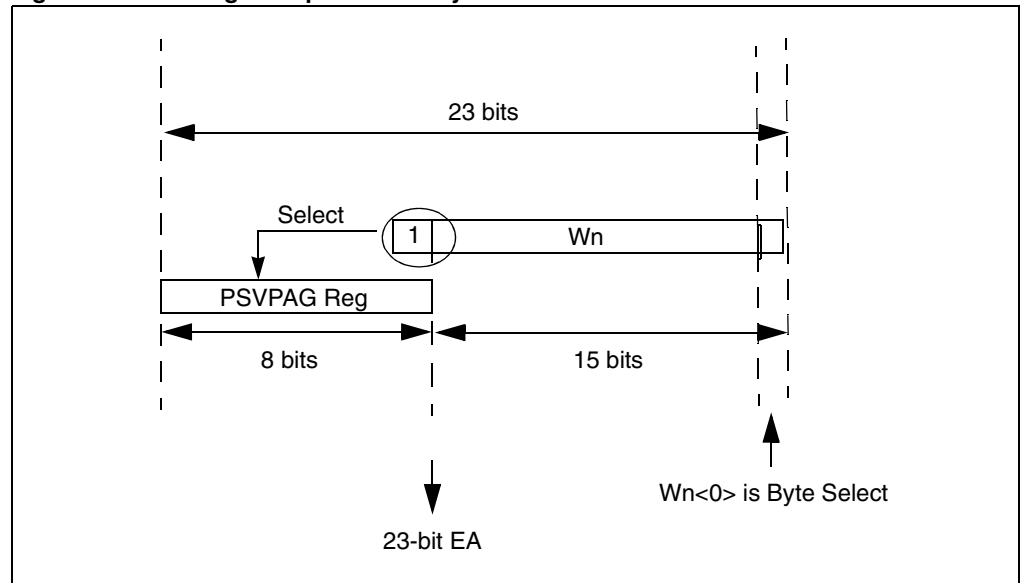 23 bits
Select
1
Wn
PSVPAG Reg
8 bits
15 bits
Wn<0> is Byte Select
23-bit EA